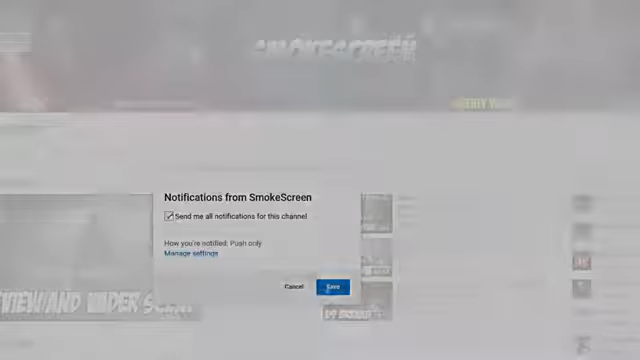 SMOKESCREEN
Notifications from SmokeScreen
Send me all notifications for this channel
How you're notified: Push only
Manage settings
Cancel
Save